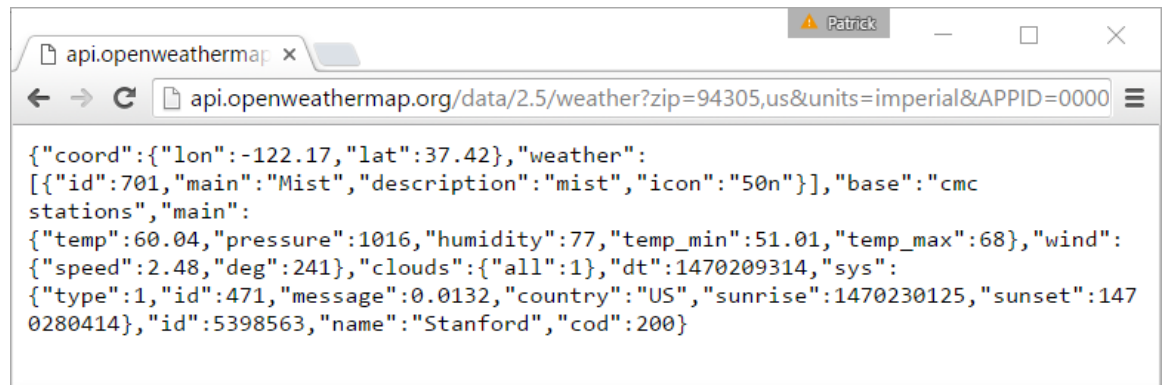 Patrick
api.openweathermap
api.openweathermap.org/data/2.5/weather?zip=94305,us&units=imperial&APPID=0000
{"coord":{"lon":-122.17,"lat":37.42},"weather":
[{"id":701,"main":"Mist","description":"mist","icon":"50n"}],"base":"cmc
stations","main":
{"temp":60.04,"pressure":1016,"humidity":77,"temp_min":51.01,"temp_max":68},"wind":
{"speed":2.48,"deg":241},"clouds":{"all":1},"dt":1470209314,"sys":
{"type":1,"id":471,"message":0.0132,"country":"US","sunrise":1470230125,"sunset":147
0280414},"id":5398563,"name":"Stanford","cod":200}